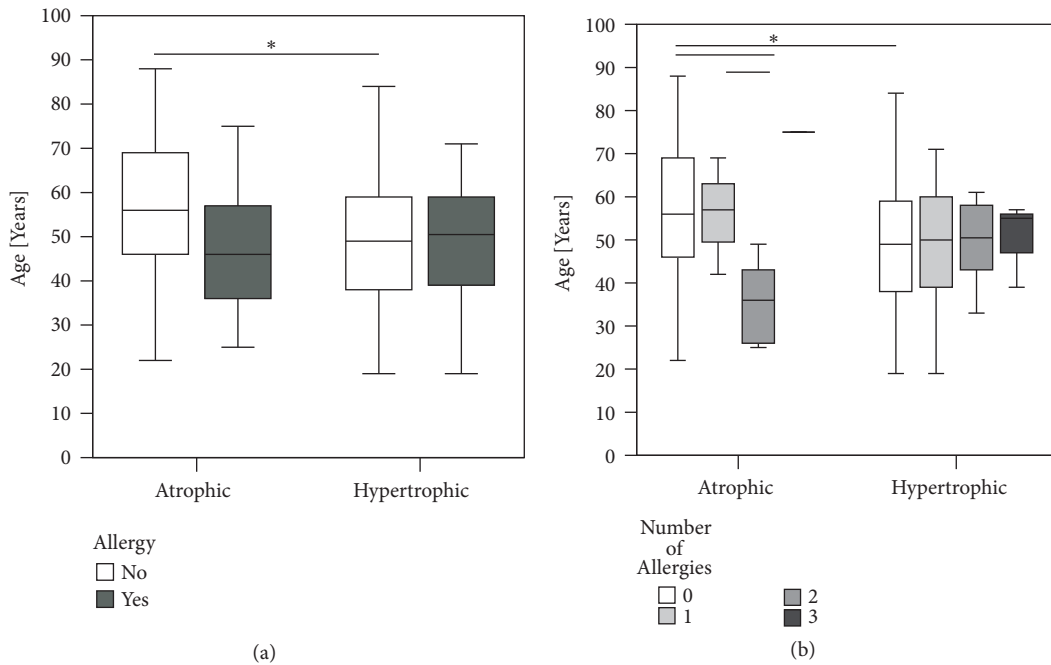 100
90
80
70
60
50
40
30
20
10
0
Age [Years]
*
Atrophic
Hypertrophic
Allergy
No
Yes
(a)
100
90
80
70
60
50
40
30
20
10
0
Age [Years]
*
Atrophic
Hypertrophic
Number
of
Allergies
0
1
2
3
(b)